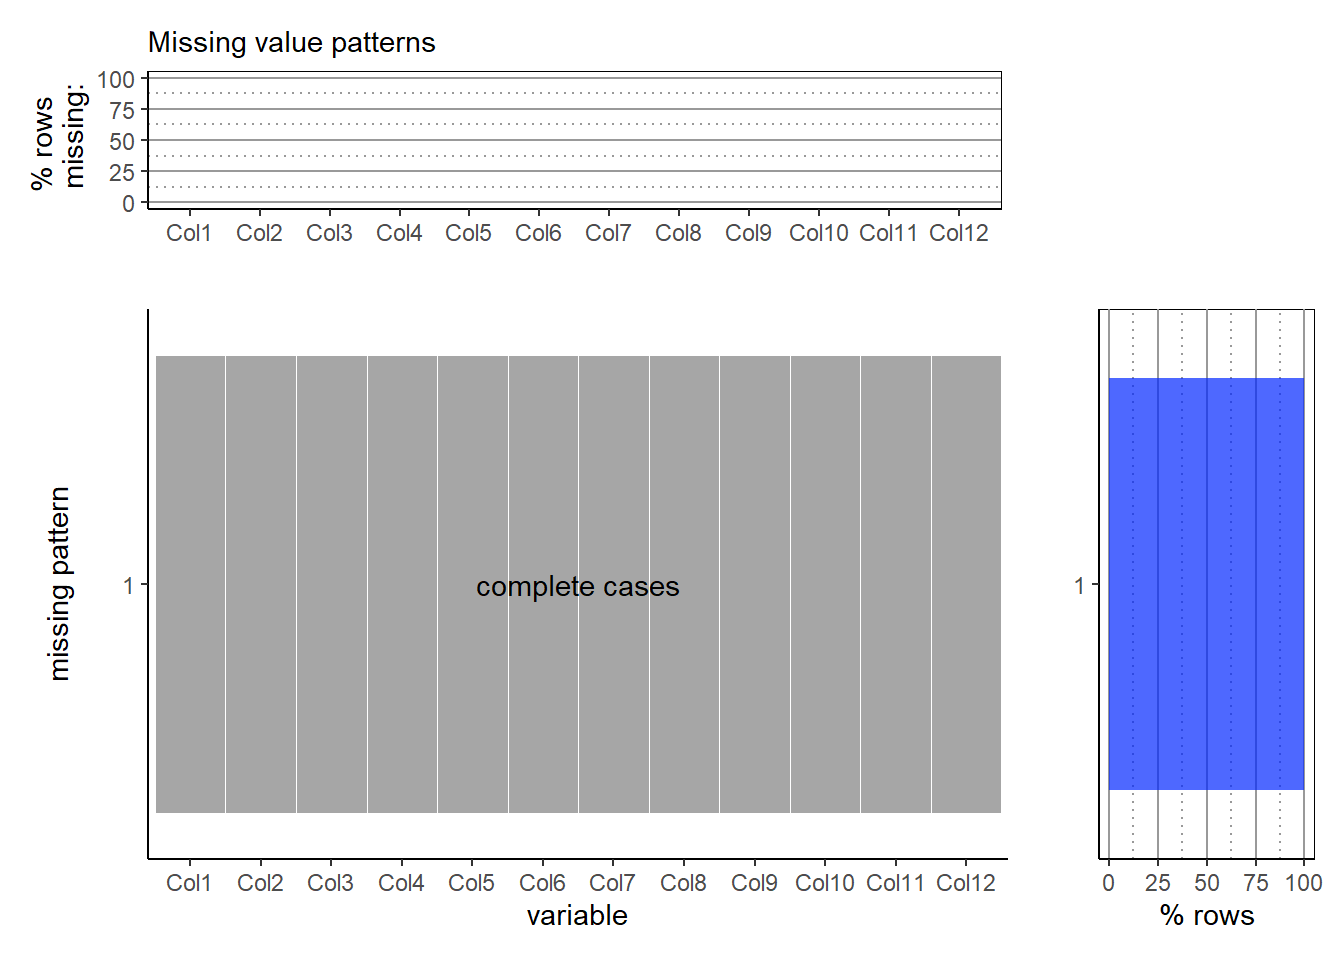 Missing value patterns
% rows
missing:
100
75
50
25
0
Col1 Col2 Col3 Col4 Col5 Col6 Col7 Col8 Col9 Col10 Col11 Col12
missing pattern
1
complete cases
Col1 Col2 Col3 Col4 Col5 Col6 Col7 Col8 Col9 Col10 Col11 Col12
variable
1
0 25 50 75 100
% rows